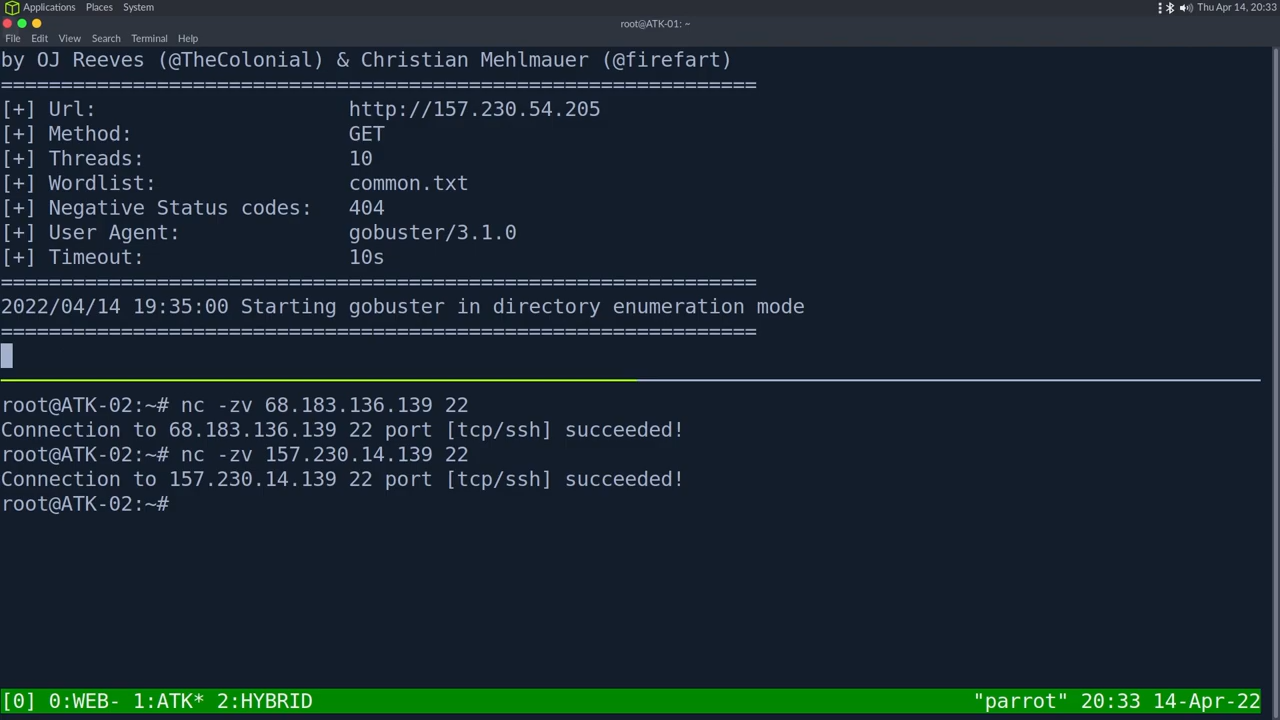 Applications Places System Thu Apr 14, 20:33
root@ATK-01: ~
File Edit View Search Terminal Help
by OJ Reeves (@TheColonial) & Christian Mehlmauer (@firefart)
===============================================================
[+] Url:                     http://157.230.54.205
[+] Method:                  GET
[+] Threads:                 10
[+] Wordlist:                common.txt
[+] Negative Status codes:   404
[+] User Agent:              gobuster/3.1.0
[+] Timeout:                 10s
===============================================================
2022/04/14 19:35:00 Starting gobuster in directory enumeration mode
===============================================================
root@ATK-02:~# nc -zv 68.183.136.139 22
Connection to 68.183.136.139 22 port [tcp/ssh] succeeded!
root@ATK-02:~# nc -zv 157.230.14.139 22
Connection to 157.230.14.139 22 port [tcp/ssh] succeeded!
root@ATK-02:~#
[0] 0:WEB- 1:ATK* 2:HYBRID "parrot" 20:33 14-Apr-22